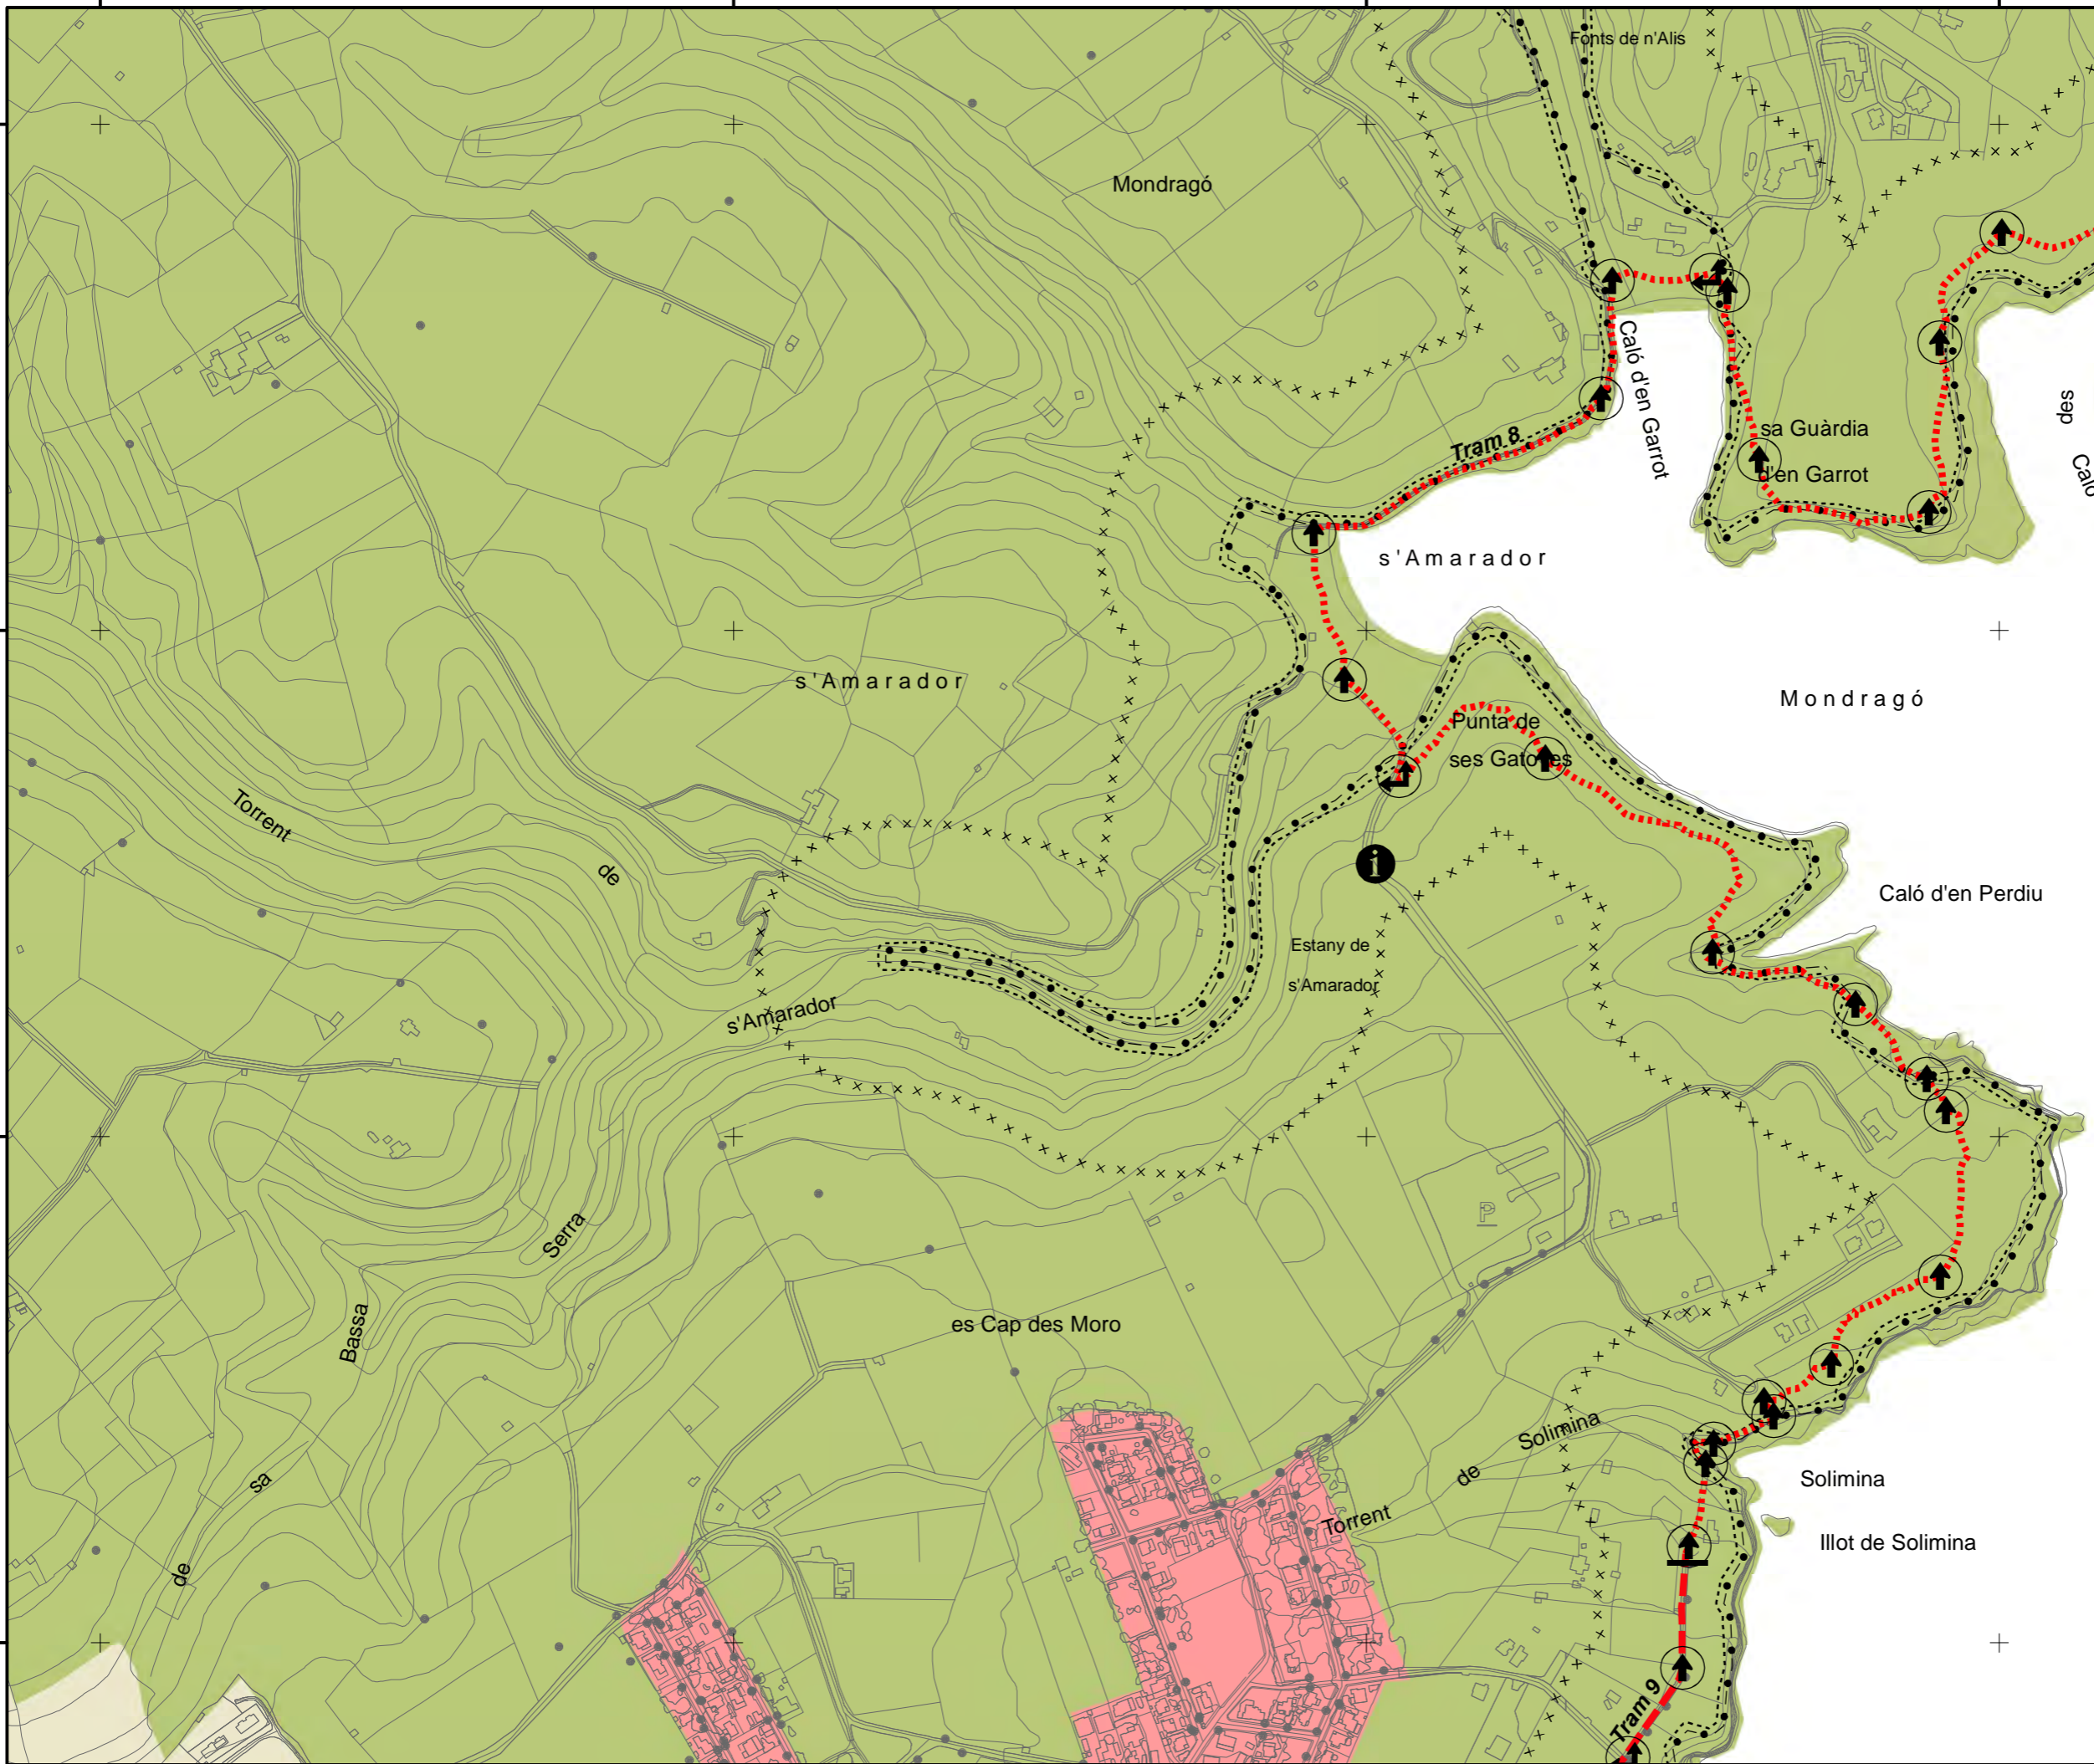 Fonts de n'Alis
Mondragó
Caló d'en Garrot
des
Caló
Tram 8
sa Guàrdia
d'en Garrot
s'Amarador
s'Amarador
Mondragó
Punta de
ses Gatoves
Torrent
de
i
Caló d'en Perdiu
Estany de
s'Amarador
s'Amarador
P
Serra
Bassa
es Cap des Moro
Solimina
de
Torrent
sa
de
Solimina
Illot de Solimina
Tram 9